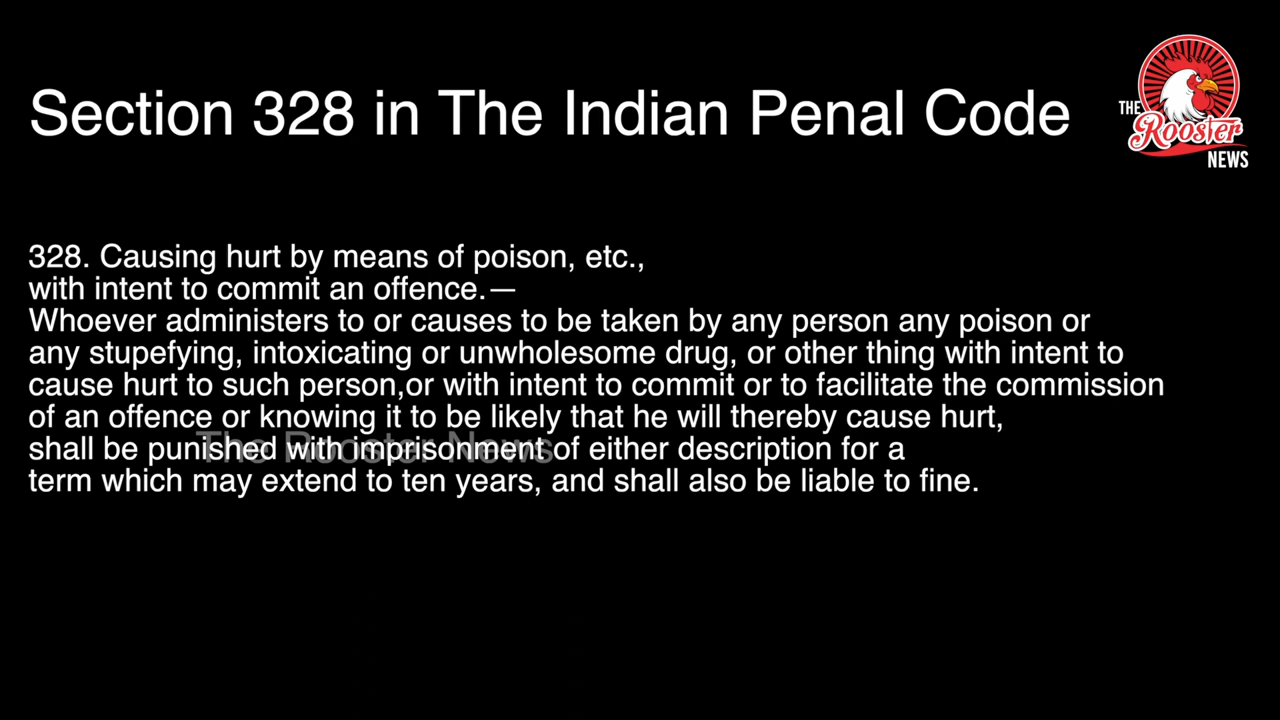 Section 328 in The Indian Penal Code
THE
Rooster
NEWS
328. Causing hurt by means of poison, etc.,
with intent to commit an offence.—
Whoever administers to or causes to be taken by any person any poison or
any stupefying, intoxicating or unwholesome drug, or other thing with intent to
cause hurt to such person,or with intent to commit or to facilitate the commission
of an offence or knowing it to be likely that he will thereby cause hurt,
shall be punished with imprisonment of either description for a
The Rooster News
term which may extend to ten years, and shall also be liable to fine.